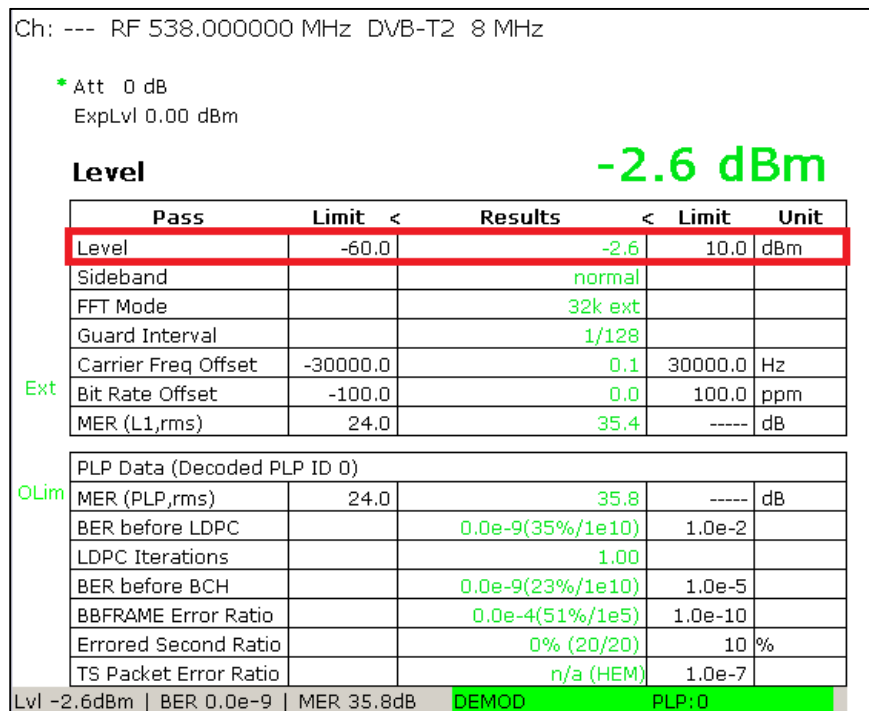 Ch: --- RF 538.000000 MHz DVB-T2 8 MHz
* Att 0 dB
ExpLvl 0.00 dBm
Level -2.6 dBm
Pass Limit < Results < Limit Unit
Level -60.0 -2.6 10.0 dBm
Sideband normal
FFT Mode 32k ext
Guard Interval 1/128
Carrier Freq Offset -30000.0 0.1 30000.0 Hz
Ext Bit Rate Offset -100.0 0.0 100.0 ppm
MER (L1,rms) 24.0 35.4 ----- dB
PLP Data (Decoded PLP ID 0)
OLim MER (PLP,rms) 24.0 35.8 ----- dB
BER before LDPC 0.0e-9(35%/1e10) 1.0e-2
LDPC Iterations 1.00
BER before BCH 0.0e-9(23%/1e10) 1.0e-5
BBFRAME Error Ratio 0.0e-4(51%/1e5) 1.0e-10
Errored Second Ratio 0% (20/20) 10 %
TS Packet Error Ratio n/a (HEM) 1.0e-7
Lvl -2.6dBm | BER 0.0e-9 | MER 35.8dB DEMOD PLP:0